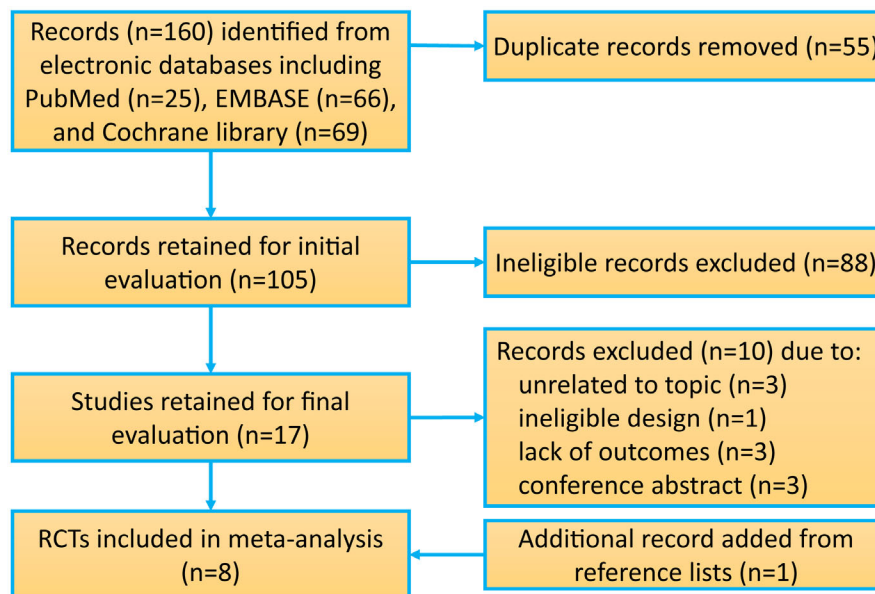 Records (n=160) identified from
electronic databases including
PubMed (n=25), EMBASE (n=66),
and Cochrane library (n=69)
Duplicate records removed (n=55)
Records retained for initial
evaluation (n=105)
Ineligible records excluded (n=88)
Studies retained for final
evaluation (n=17)
Records excluded (n=10) due to:
unrelated to topic (n=3)
ineligible design (n=1)
lack of outcomes (n=3)
conference abstract (n=3)
RCTs included in meta-analysis
(n=8)
Additional record added from
reference lists (n=1)